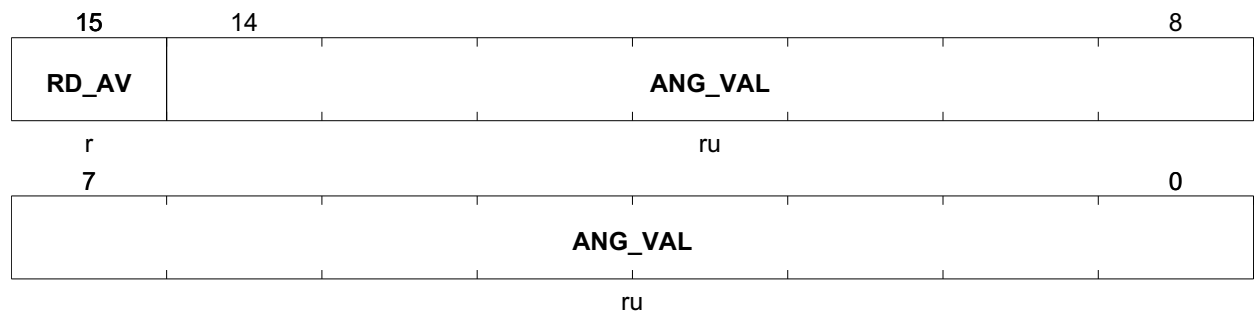 15 14 8
RD_AV ANG_VAL
r ru
7 0
ANG_VAL
ru